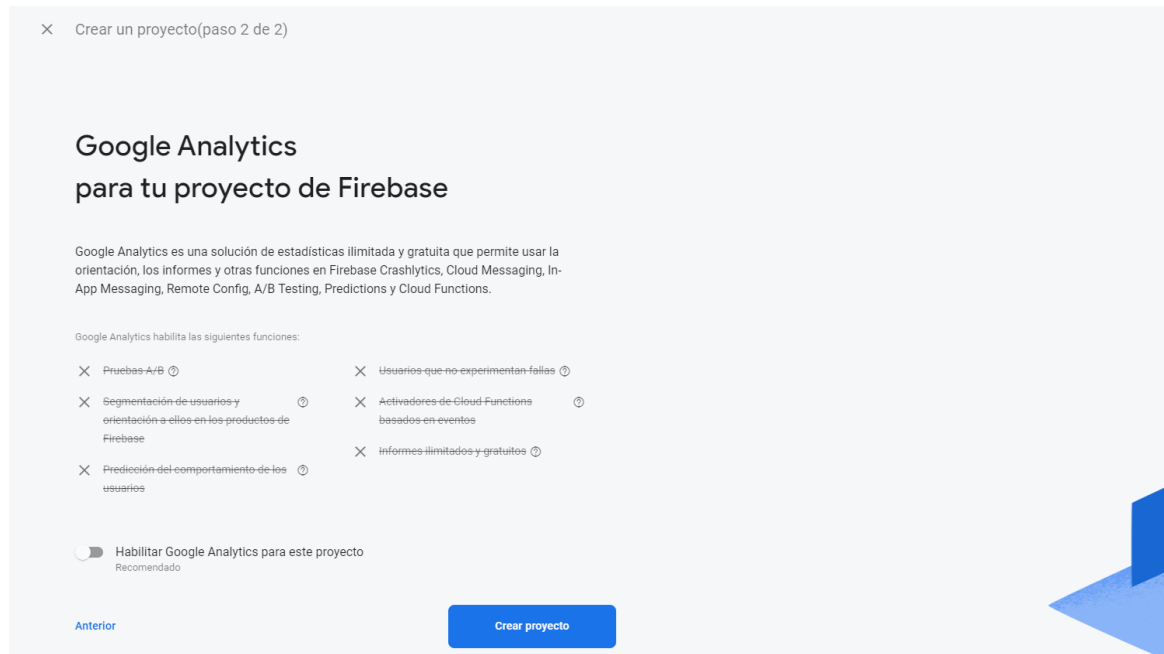 Crear un proyecto(paso 2 de 2)
Google Analytics
para tu proyecto de Firebase
Google Analytics es una solución de estadísticas ilimitada y gratuita que permite usar la
orientación, los informes y otras funciones en Firebase Crashlytics, Cloud Messaging, In-
App Messaging, Remote Config, A/B Testing, Predictions y Cloud Functions.
Google Analytics habilita las siguientes funciones:
Pruebas A/B
Segmentación de usuarios y
orientación a ellos en los productos de
Firebase
Predicción del comportamiento de los
usuarios
Usuarios que no experimentan fallas
Activadores de Cloud Functions
basados en eventos
Informes ilimitados y gratuitos
Habilitar Google Analytics para este proyecto
Recomendado
Anterior
Crear proyecto